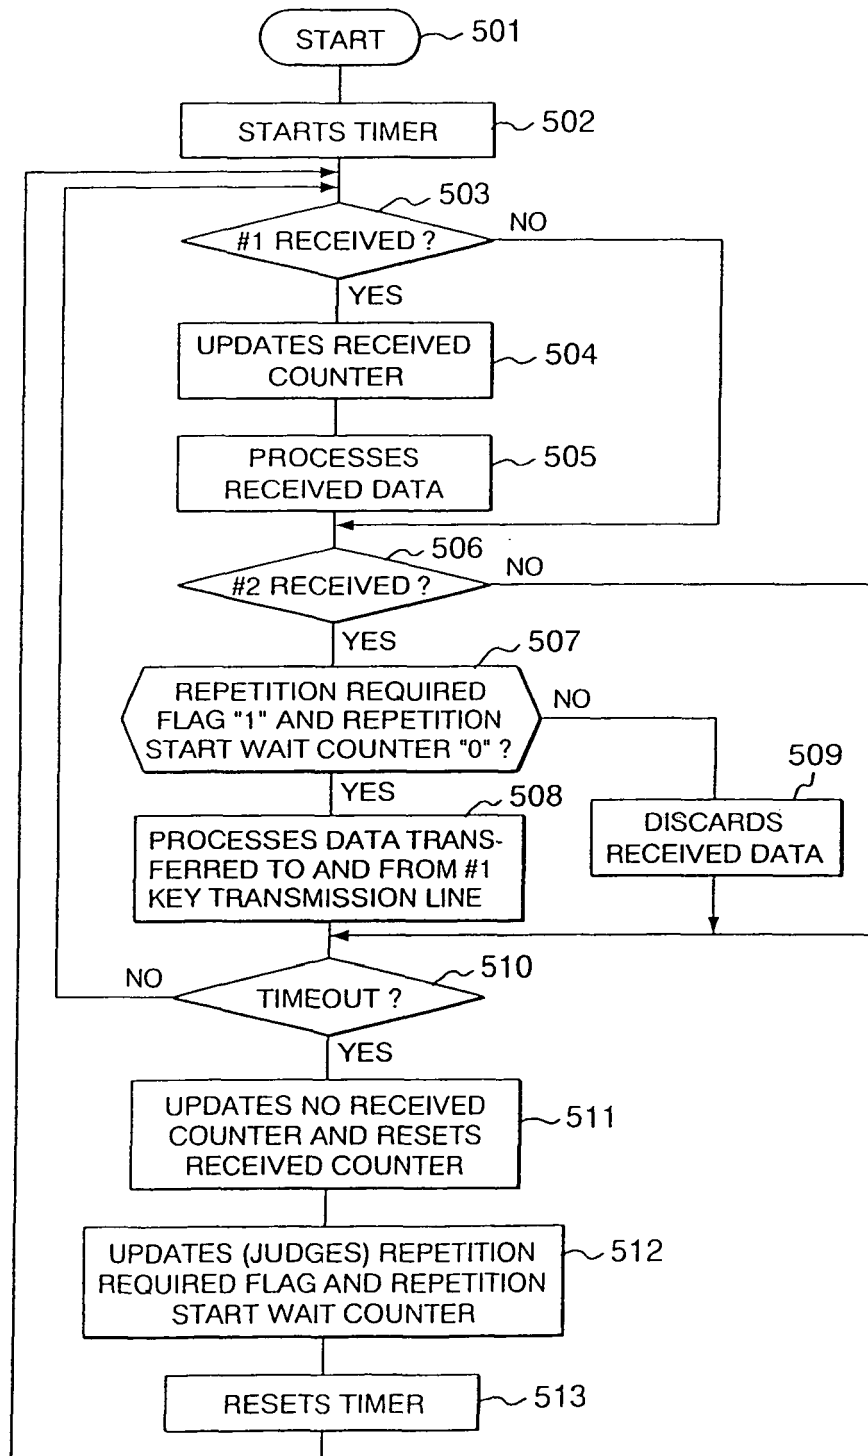 START
501
STARTS TIMER
502
503
#1 RECEIVED ?
NO
YES
UPDATES RECEIVED
COUNTER
504
PROCESSES
RECEIVED DATA
505
506
#2 RECEIVED ?
NO
YES
507
REPETITION REQUIRED
FLAG "1" AND REPETITION
START WAIT COUNTER "0" ?
NO
YES
508
509
PROCESSES DATA TRANS-
FERRED TO AND FROM #1
KEY TRANSMISSION LINE
DISCARDS
RECEIVED DATA
510
NO
TIMEOUT ?
YES
UPDATES NO RECEIVED
COUNTER AND RESETS
RECEIVED COUNTER
511
UPDATES (JUDGES) REPETITION
REQUIRED FLAG AND REPETITION
START WAIT COUNTER
512
RESETS TIMER
513